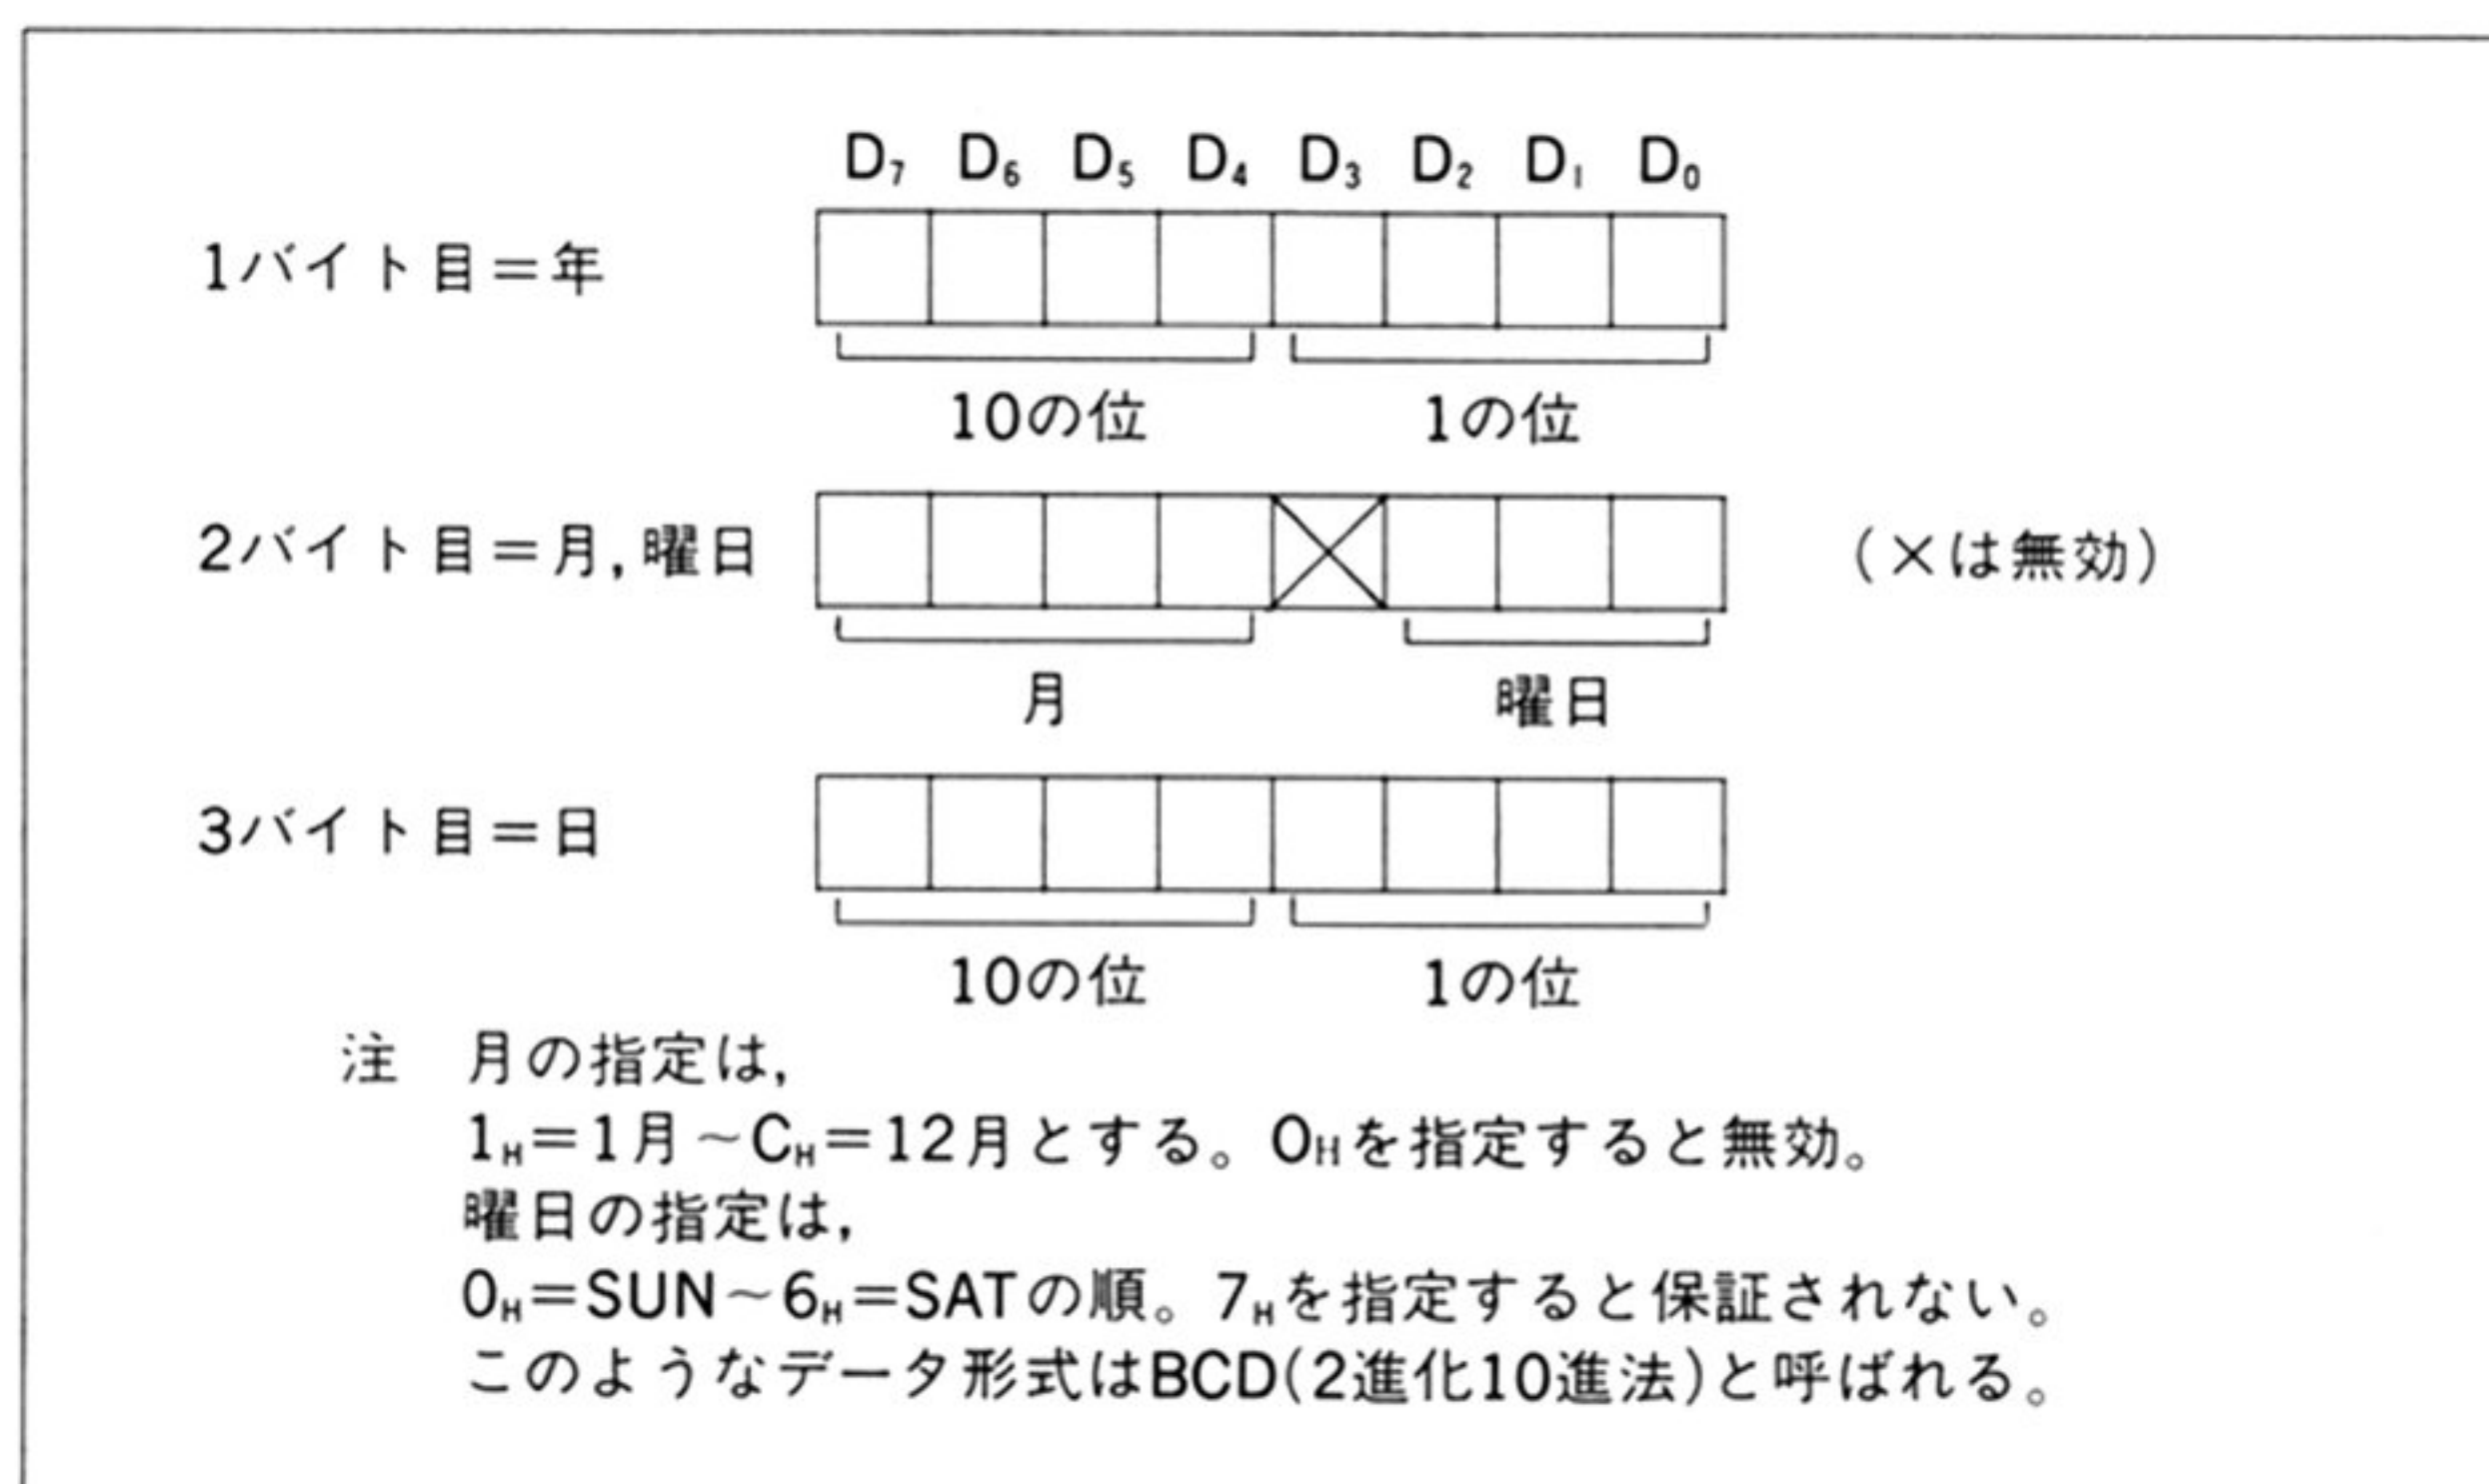 D₇ D₆ D₅ D₄ D₃ D₂ D₁ D₀
1バイト目＝年
10の位 1の位
2バイト目＝月,曜日 (×は無効)
月 曜日
3バイト目＝日
10の位 1の位
注 月の指定は,
1H＝1月～CH＝12月とする。0Hを指定すると無効。
曜日の指定は,
0H＝SUN～6H＝SATの順。7Hを指定すると保証されない。
このようなデータ形式はBCD(2進化10進法)と呼ばれる。